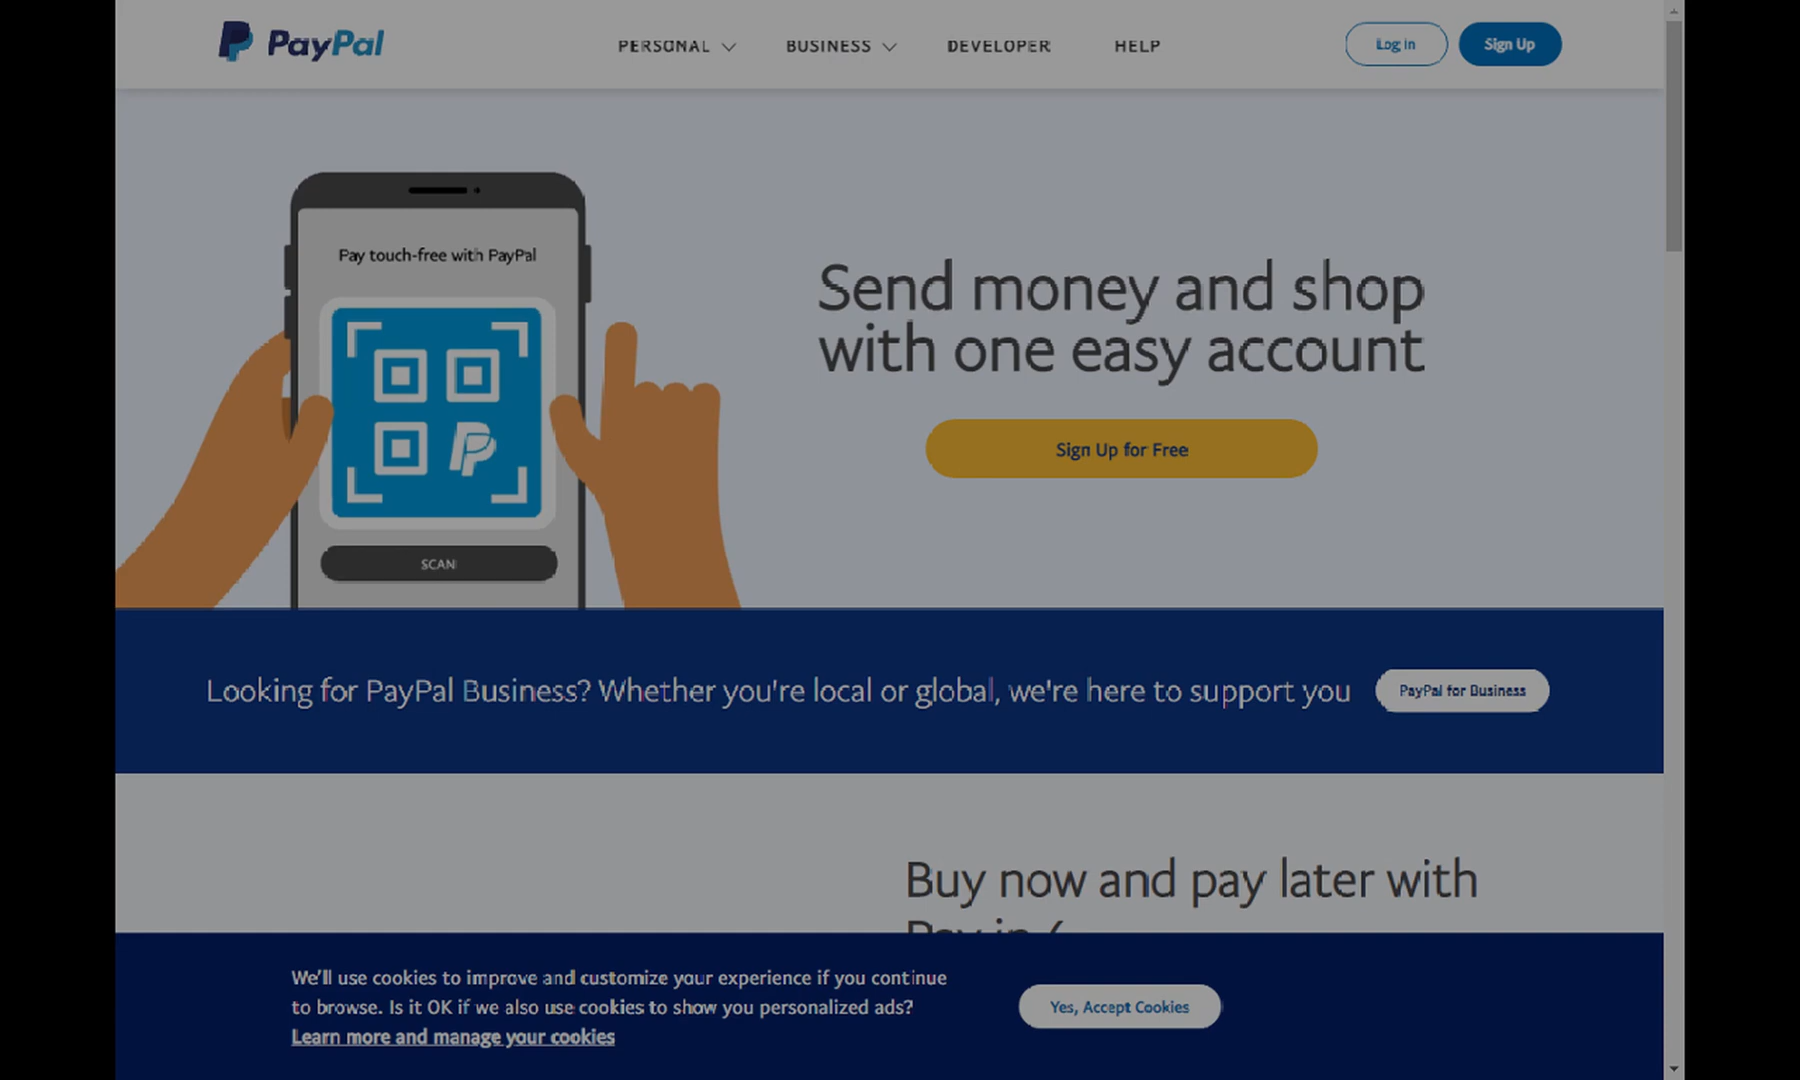 PayPal
PERSONAL
BUSINESS
DEVELOPER
HELP
Log In
Sign Up
Pay touch-free with PayPal
SCAN
Send money and shop
with one easy account
Sign Up for Free
Looking for PayPal Business? Whether you're local or global, we're here to support you
PayPal for Business
Buy now and pay later with
Pay in 4
We'll use cookies to improve and customize your experience if you continue
to browse. Is it OK if we also use cookies to show you personalized ads?
Learn more and manage your cookies
Yes, Accept Cookies